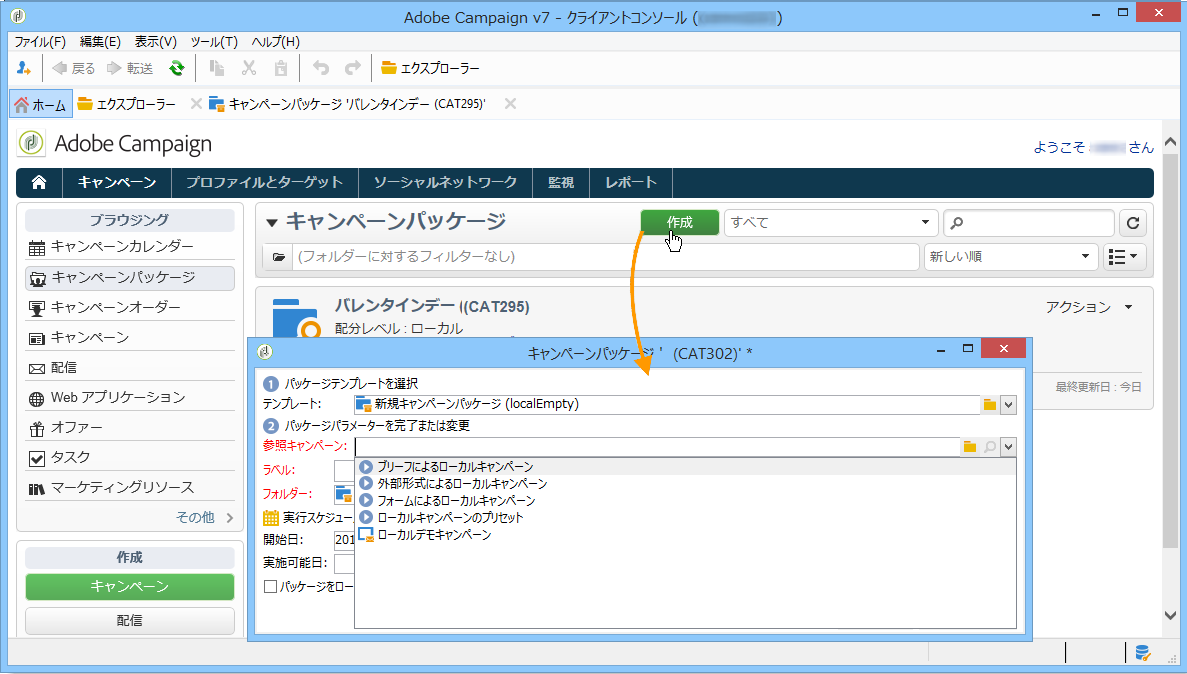 Adobe Campaign v7 - クライアントコンソール ( )
ファイル(F) 編集(E) 表示(V) ツール(T) ヘルプ(H)
戻る 転送 エクスプローラー
ホーム エクスプローラー キャンペーンパッケージ 'バレンタインデー (CAT295)'
Adobe Campaign
ようこそ さん
キャンペーン プロファイルとターゲット ソーシャルネットワーク 監視 レポート
ブラウジング
キャンペーンカレンダー
キャンペーンパッケージ
キャンペーンオーダー
キャンペーン
配信
Web アプリケーション
オファー
タスク
マーケティングリソース
その他
作成
キャンペーン
配信
キャンペーンパッケージ 作成 すべて
(フォルダーに対するフィルターなし) 新しい順
バレンタインデー ((CAT295) アクション
配分レベル : ローカル
最終更新日 : 今日
キャンペーンパッケージ ' (CAT302)' *
1 パッケージテンプレートを選択
テンプレート: 新規キャンペーンパッケージ (localEmpty)
2 パッケージパラメーターを完了または変更
参照キャンペーン:
ラベル:
フォルダー:
実行スケジュー
開始日: 201
実施可能日:
パッケージをロー
ブリーフによるローカルキャンペーン
外部形式によるローカルキャンペーン
フォームによるローカルキャンペーン
ローカルキャンペーンのプリセット
ローカルデモキャンペーン